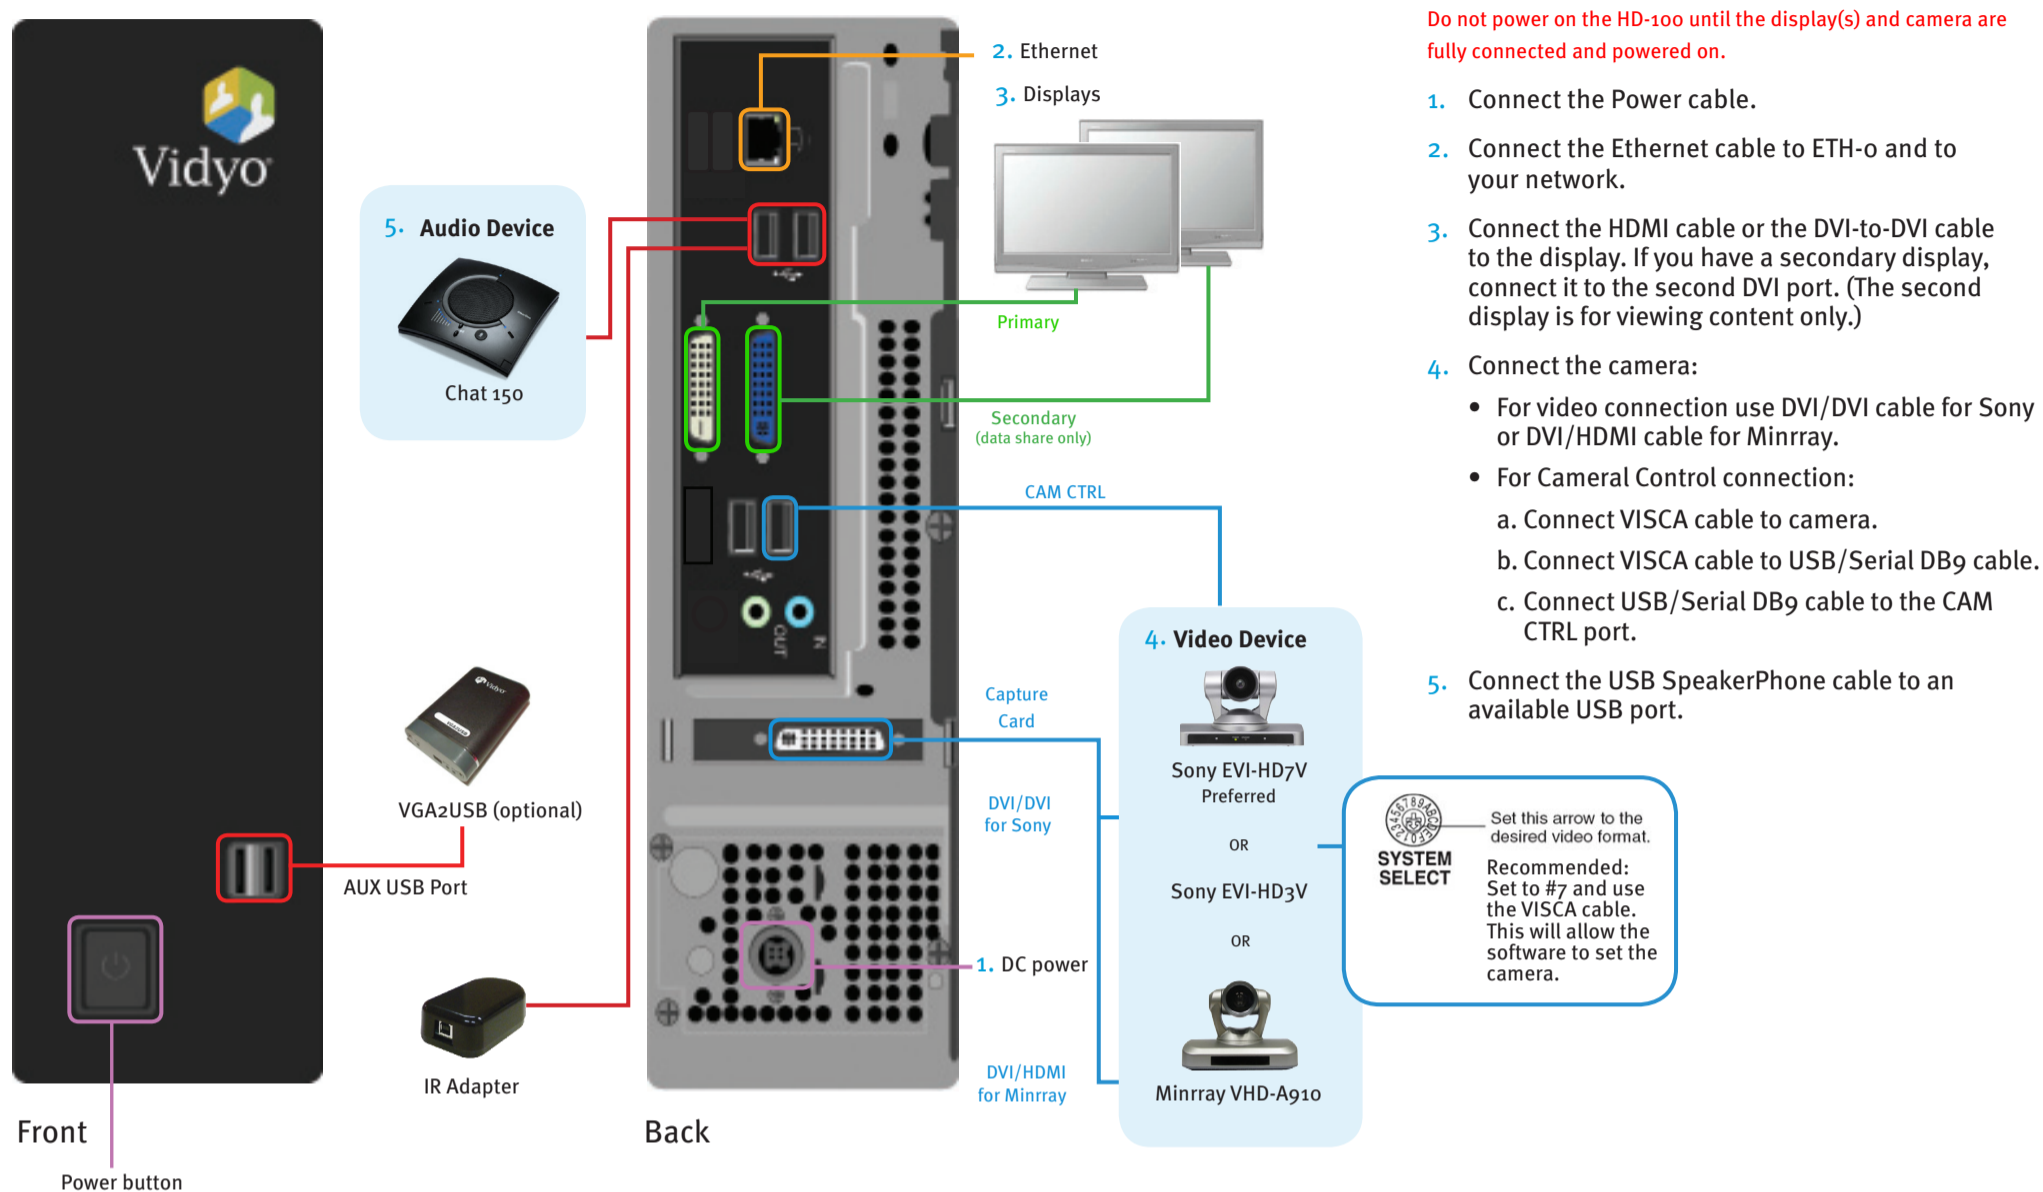 Vidyo
Front
Power button
5. Audio Device
Chat 150
Vidyo
VGA2USB
VGA2USB (optional)
AUX USB Port
IR Adapter
OUT
IN
Back
2. Ethernet
3. Displays
Primary
Secondary
(data share only)
CAM CTRL
Capture
Card
DVI/DVI
for Sony
1. DC power
DVI/HDMI
for Minrray
4. Video Device
Sony EVI-HD7V
Preferred
OR
Sony EVI-HD3V
OR
Minrray VHD-A910
0123456789ABCDEF
SYSTEM
SELECT
Set this arrow to the
desired video format.
Recommended:
Set to #7 and use
the VISCA cable.
This will allow the
software to set the
camera.
Do not power on the HD-100 until the display(s) and camera are
fully connected and powered on.
1. Connect the Power cable.
2. Connect the Ethernet cable to ETH-0 and to
your network.
3. Connect the HDMI cable or the DVI-to-DVI cable
to the display. If you have a secondary display,
connect it to the second DVI port. (The second
display is for viewing content only.)
4. Connect the camera:
• For video connection use DVI/DVI cable for Sony
or DVI/HDMI cable for Minrray.
• For Cameral Control connection:
a. Connect VISCA cable to camera.
b. Connect VISCA cable to USB/Serial DB9 cable.
c. Connect USB/Serial DB9 cable to the CAM
CTRL port.
5. Connect the USB SpeakerPhone cable to an
available USB port.